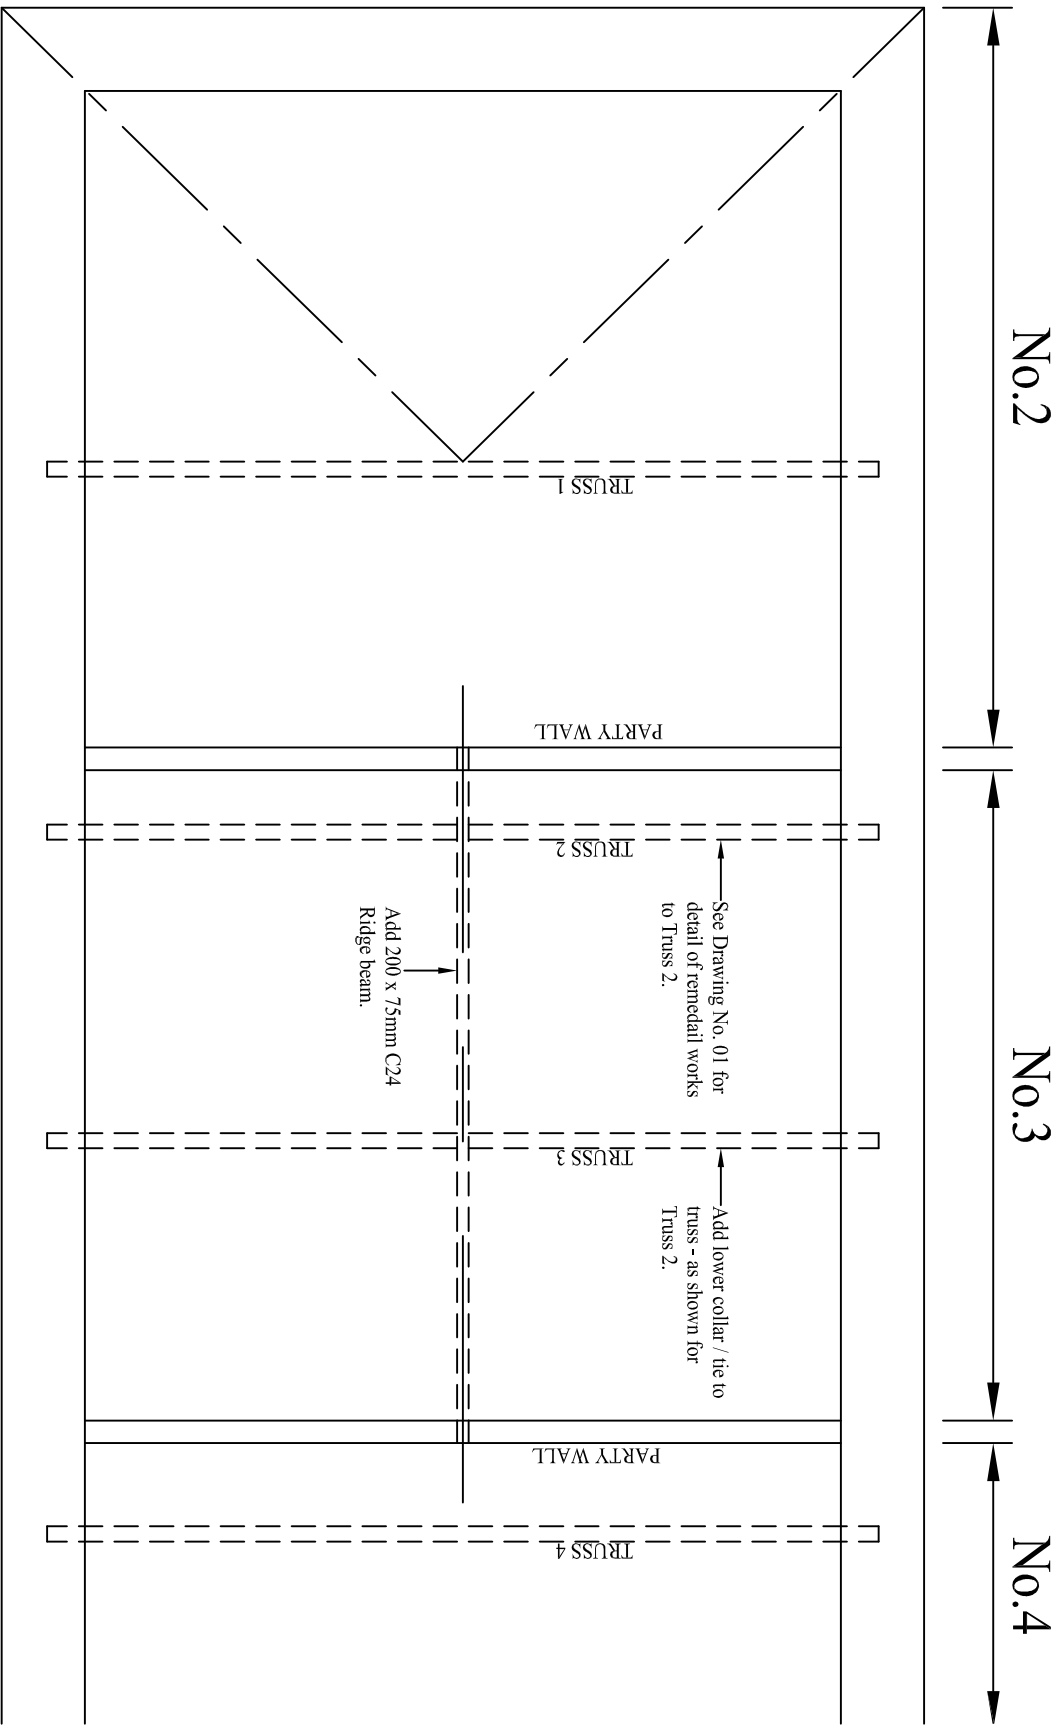 No.2
No.3
No.4
TRUSS 1
PARTY WALL
TRUSS 2
See Drawing No. 01 for
detail of remedail works
to Truss 2.
Add 200 x 75mm C24
Ridge beam.
TRUSS 3
Add lower collar / tie to
truss - as shown for
Truss 2.
PARTY WALL
TRUSS 4